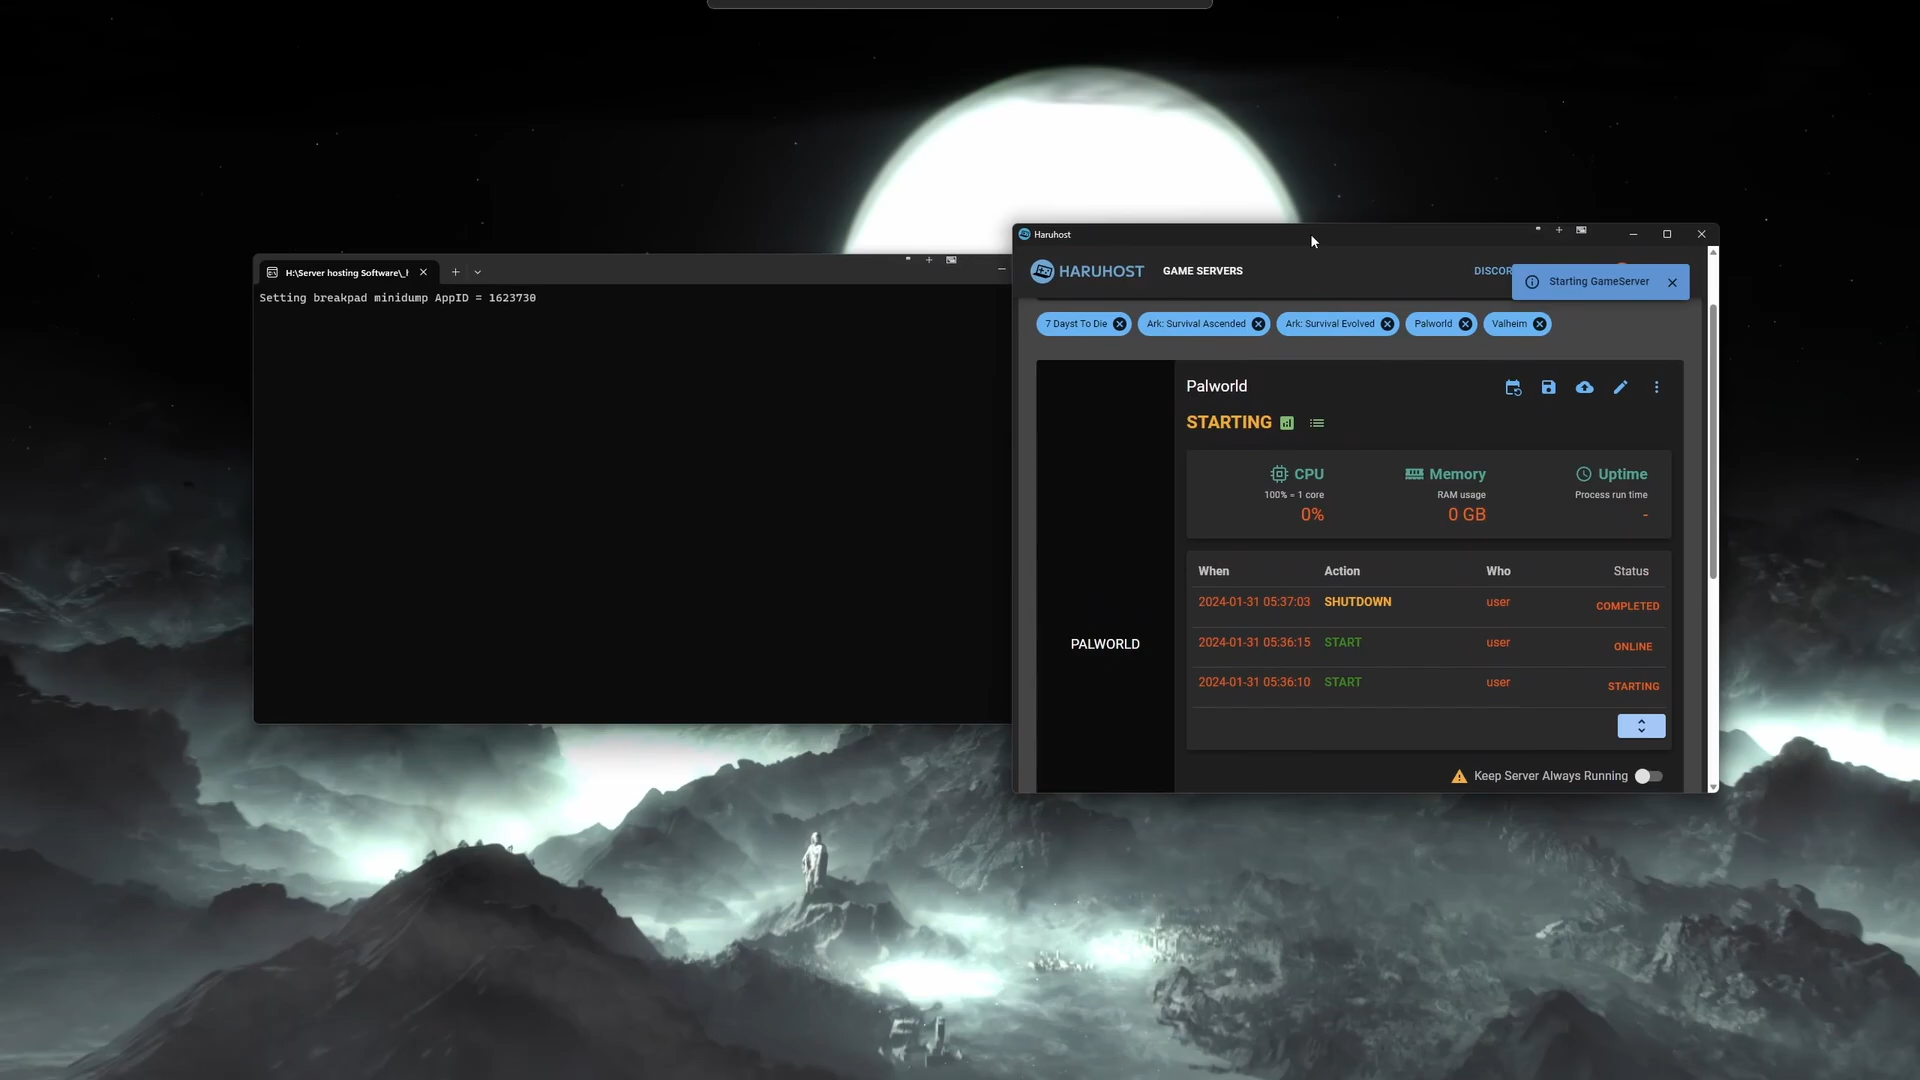 H:\Server hosting Software\_h
Setting breakpad minidump AppID = 1623730
Haruhost
HARUHOST
GAME SERVERS
DISCOR
Starting GameServer
7 Dayst To Die
Ark: Survival Ascended
Ark: Survival Evolved
Palworld
Valheim
Palworld
STARTING
CPU
Memory
Uptime
100% = 1 core
RAM usage
Process run time
0%
0 GB
-
When
Action
Who
Status
2024-01-31 05:37:03
SHUTDOWN
user
COMPLETED
2024-01-31 05:36:15
START
user
ONLINE
PALWORLD
2024-01-31 05:36:10
START
user
STARTING
Keep Server Always Running